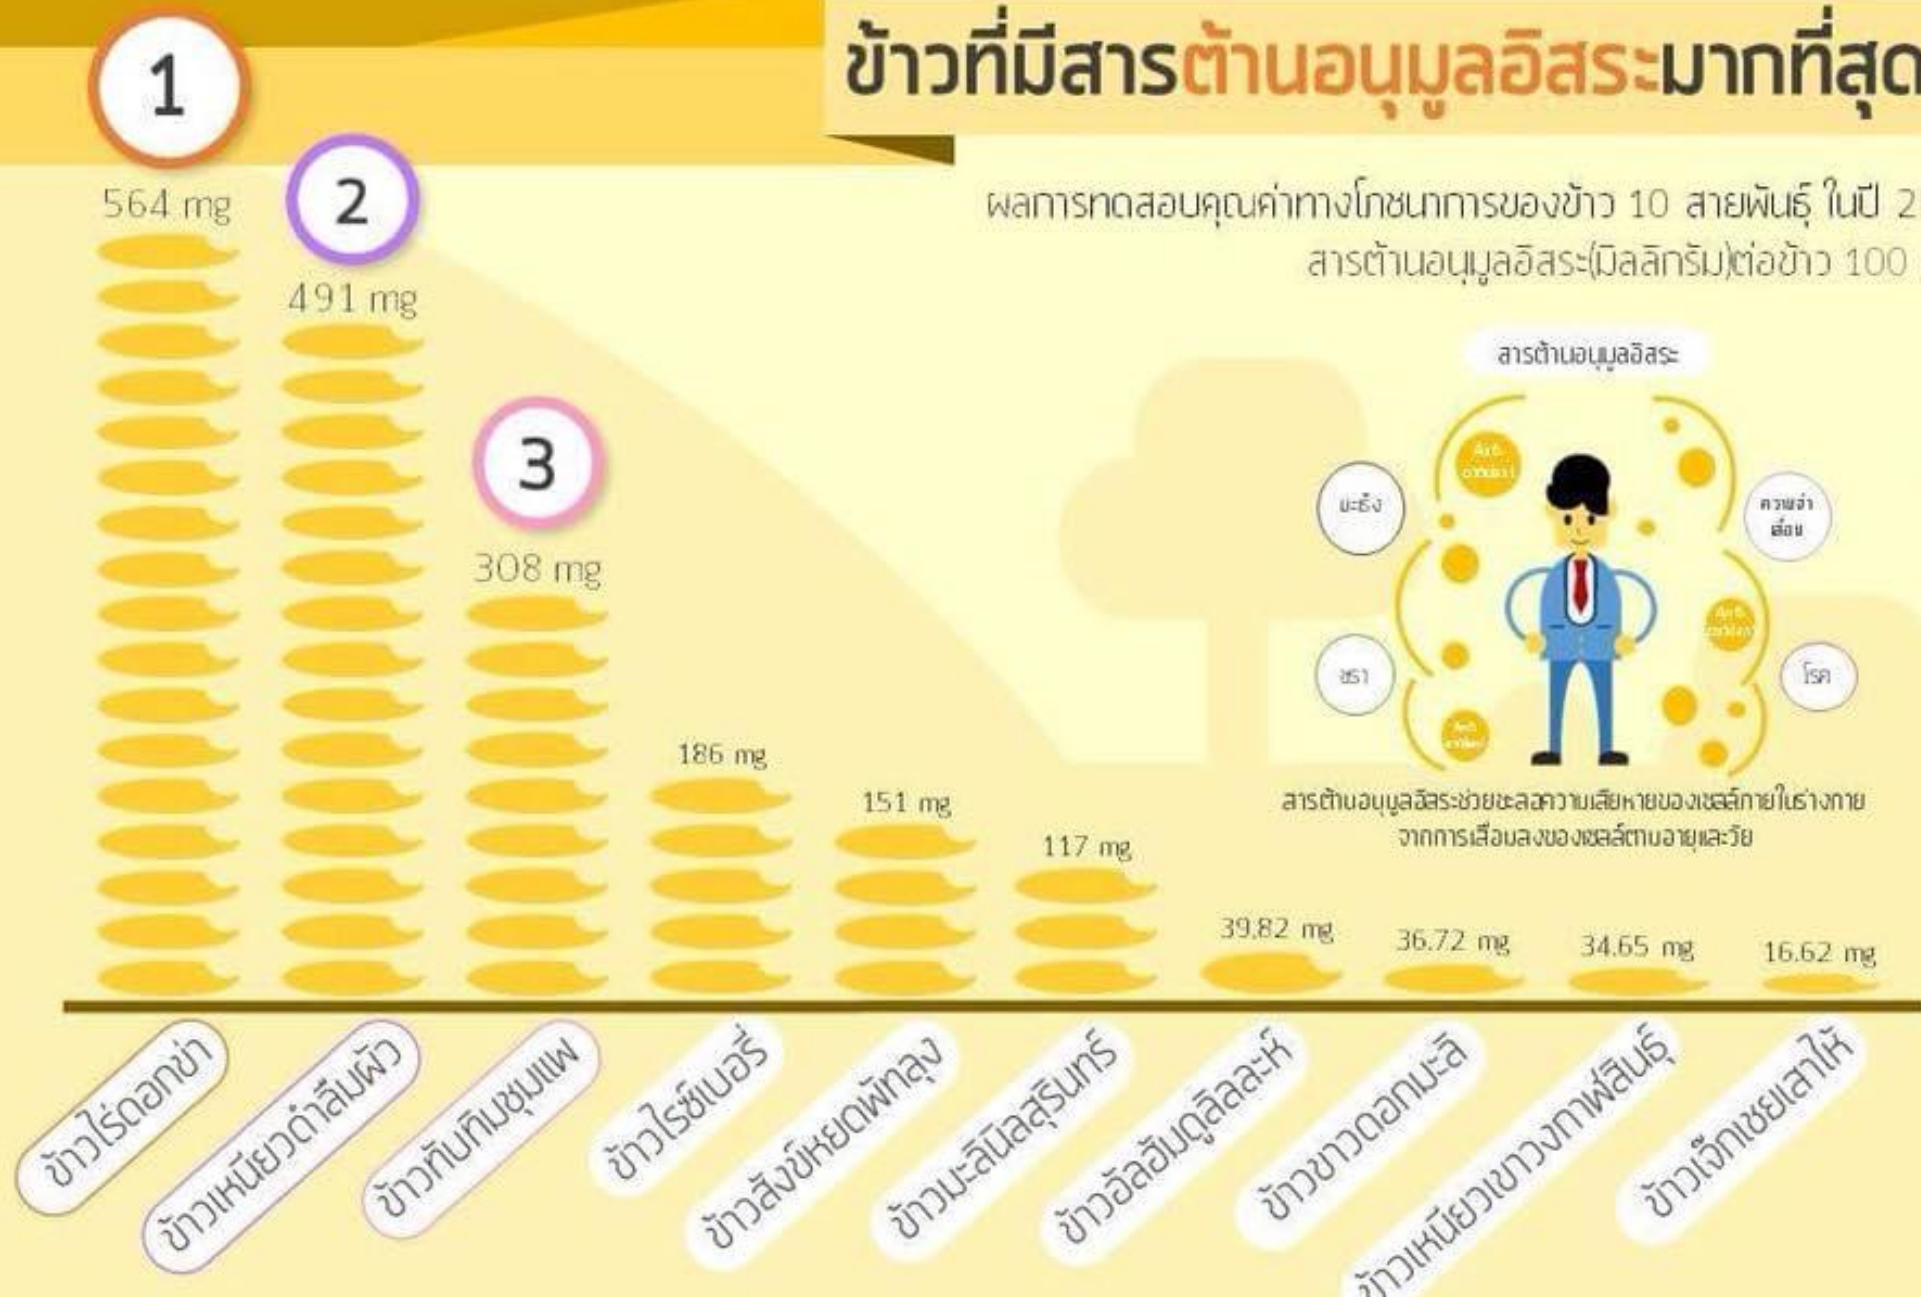 ข้าวที่มีสารต้านอนุมูลอิสระมากที่สุด
ผลการทดสอบคุณค่าทางโภชนาการของข้าว 10 สายพันธุ์ ในปี 2
สารต้านอนุมูลอิสระ(มิลลิกรัม)ต่อข้าว 100
1
564 mg
2
491 mg
3
308 mg
186 mg
151 mg
117 mg
39.82 mg
36.72 mg
34.65 mg
16.62 mg
สารต้านอนุมูลอิสระ
มะเร็ง
ความจำ
เสื่อม
ชรา
โรค
สารต้านอนุมูลอิสระช่วยชะลอความเสียหายของเซลล์ภายในร่างกาย
จากการเสื่อมลงของเซลล์ตามอายุและวัย
ข้าวไร่ดอกข่า
ข้าวเหนียวดำลืมผัว
ข้าวทับทิมชุมแพ
ข้าวไรซ์เบอรี่
ข้าวสังข์หยดพัทลุง
ข้าวมะลินิลสุรินทร์
ข้าวอัลฮัมดูลิลละห์
ข้าวขาวดอกมะลิ
ข้าวเหนียวเขาวงกาฬสินธุ์
ข้าวเจ๊กเชยเสาไห้